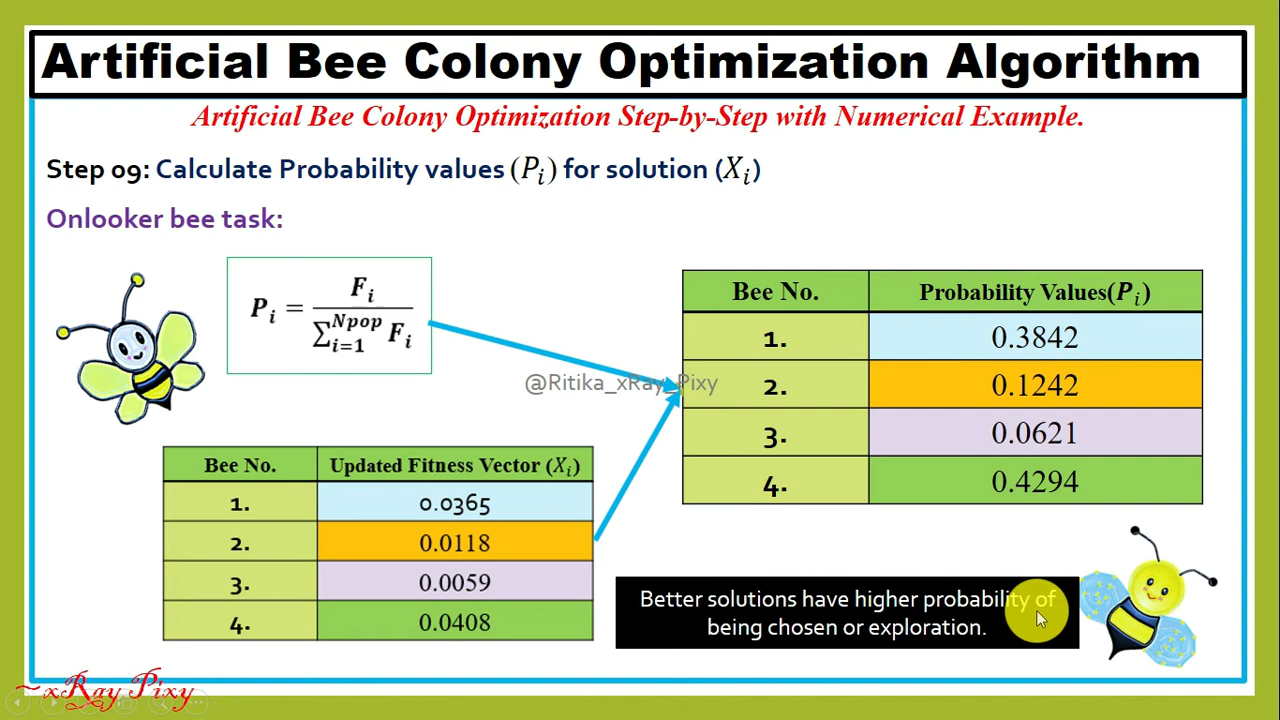 Artificial Bee Colony Optimization Algorithm
Artificial Bee Colony Optimization Step-by-Step with Numerical Example.
Step 09: Calculate Probability values (Pᵢ) for solution (Xᵢ)
Onlooker bee task:
Pᵢ = Fᵢ / ∑ᵢ₌₁ᴺᵖᵒᵖ Fᵢ
Bee No. Probability Values(Pᵢ)
1. 0.3842
2. 0.1242
3. 0.0621
4. 0.4294
@Ritika_xRay_Pixy
Bee No. Updated Fitness Vector (Xᵢ)
1. 0.0365
2. 0.0118
3. 0.0059
4. 0.0408
Better solutions have higher probability of
being chosen or exploration.
~xRay Pixy